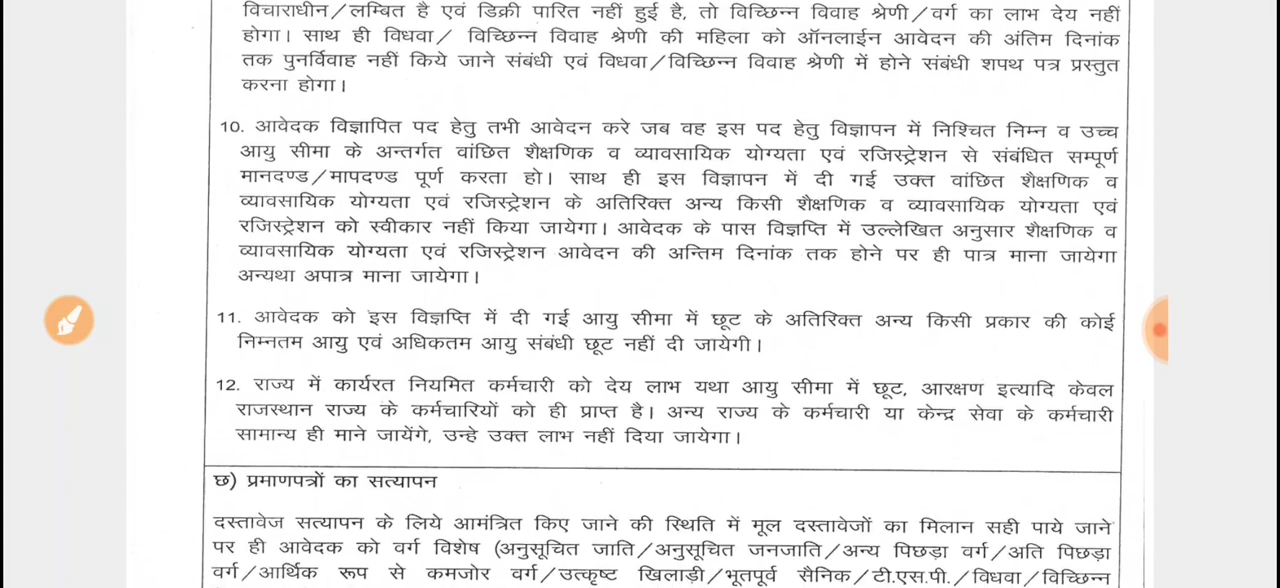 विचाराधीन/लम्बित है एवं डिक्री पारित नहीं हुई है, तो विच्छिन्न विवाह श्रेणी/वर्ग का लाभ देय नहीं
होगा। साथ ही विधवा/ विच्छिन्न विवाह श्रेणी की महिला को ऑनलाईन आवेदन की अंतिम दिनांक
तक पुनर्विवाह नहीं किये जाने संबंधी एवं विधवा/विच्छिन्न विवाह श्रेणी में होने संबंधी शपथ पत्र प्रस्तुत
करना होगा।
10. आवेदक विज्ञापित पद हेतु तभी आवेदन करे जब वह इस पद हेतु विज्ञापन में निश्चित निम्न व उच्च
आयु सीमा के अन्तर्गत वांछित शैक्षणिक व व्यावसायिक योग्यता एवं रजिस्ट्रेशन से संबंधित सम्पूर्ण
मानदण्ड/मापदण्ड पूर्ण करता हो। साथ ही इस विज्ञापन में दी गई उक्त वांछित शैक्षणिक व
व्यावसायिक योग्यता एवं रजिस्ट्रेशन के अतिरिक्त अन्य किसी शैक्षणिक व व्यावसायिक योग्यता एवं
रजिस्ट्रेशन को स्वीकार नहीं किया जायेगा। आवेदक के पास विज्ञप्ति में उल्लेखित अनुसार शैक्षणिक व
व्यावसायिक योग्यता एवं रजिस्ट्रेशन आवेदन की अन्तिम दिनांक तक होने पर ही पात्र माना जायेगा
अन्यथा अपात्र माना जायेगा।
11. आवेदक को इस विज्ञप्ति में दी गई आयु सीमा में छूट के अतिरिक्त अन्य किसी प्रकार की कोई
निम्नतम आयु एवं अधिकतम आयु संबंधी छूट नहीं दी जायेगी।
12. राज्य में कार्यरत नियमित कर्मचारी को देय लाभ यथा आयु सीमा में छूट, आरक्षण इत्यादि केवल
राजस्थान राज्य के कर्मचारियों को ही प्राप्त है। अन्य राज्य के कर्मचारी या केन्द्र सेवा के कर्मचारी
सामान्य ही माने जायेंगे, उन्हे उक्त लाभ नहीं दिया जायेगा।
छ) प्रमाणपत्रों का सत्यापन
दस्तावेज सत्यापन के लिये आमंत्रित किए जाने की स्थिति में मूल दस्तावेजों का मिलान सही पाये जाने
पर ही आवेदक को वर्ग विशेष (अनुसूचित जाति/अनुसूचित जनजाति/अन्य पिछड़ा वर्ग/अति पिछड़ा
वर्ग/आर्थिक रूप से कमजोर वर्ग/उत्कृष्ट खिलाड़ी/भूतपूर्व सैनिक/टी.एस.पी./विधवा/विच्छिन्न